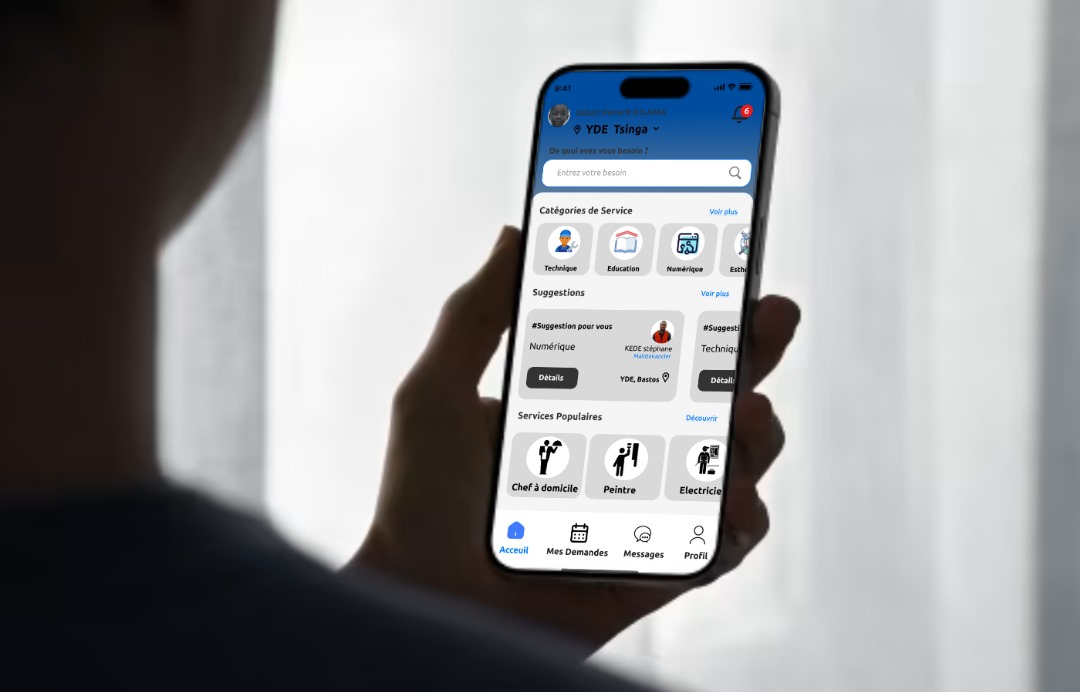 9:41
6
YDE Tsinga
De quoi avez vous besoin ?
Entrez votre besoin
Catégories de Service
Voir plus
Technique
Education
Numérique
Esth
Suggestions
Voir plus
#Suggestion pour vous
Numérique
KEDE stéphane
Maintenancier
Détails
YDE, Bastos
#Suggesti
Techniqu
Détail
Services Populaires
Découvrir
Chef à domicile
Peintre
Electricie
Acceuil
Mes Demandes
Messages
Profil